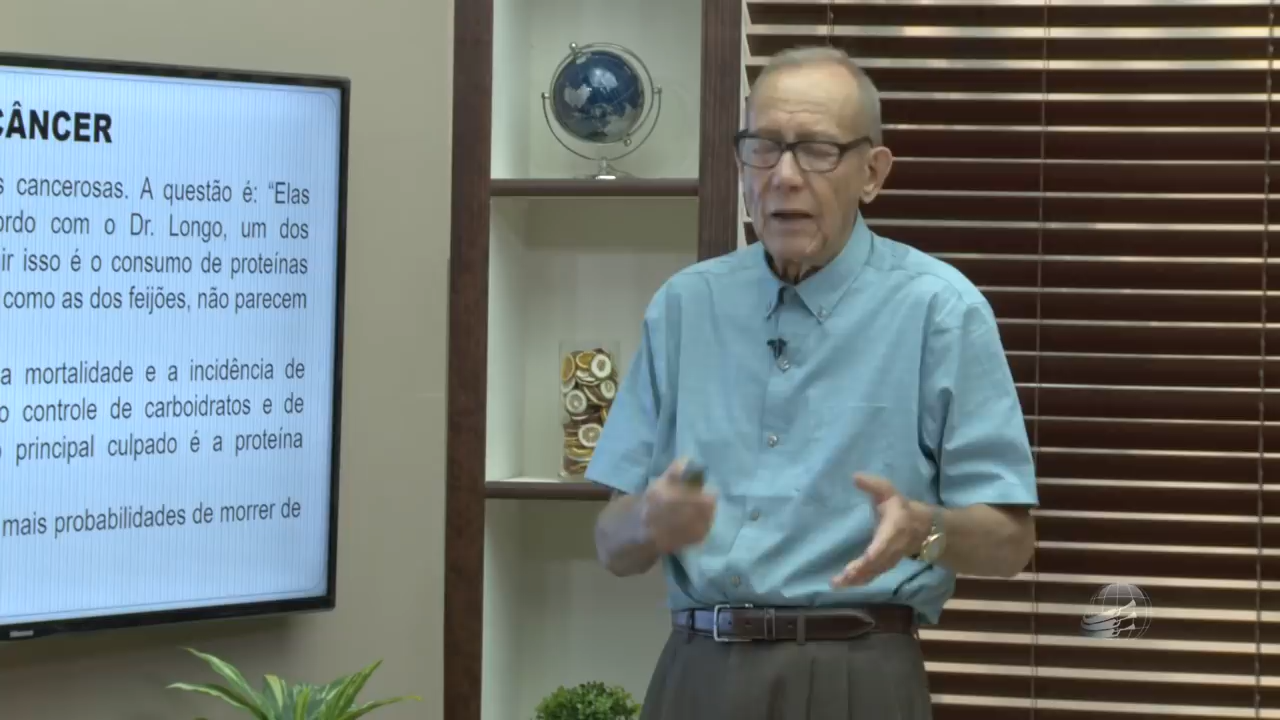 CÂNCER
s cancerosas. A questão é: “Elas
ordo com o Dr. Longo, um dos
ir isso é o consumo de proteínas
como as dos feijões, não parecem
a mortalidade e a incidência de
o controle de carboidratos e de
principal culpado é a proteína
mais probabilidades de morrer de